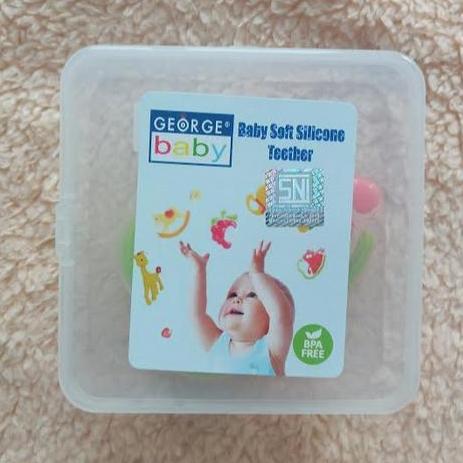 GEORGE®
baby
Baby Soft Silicone
Teether
SNI
BPA
FREE